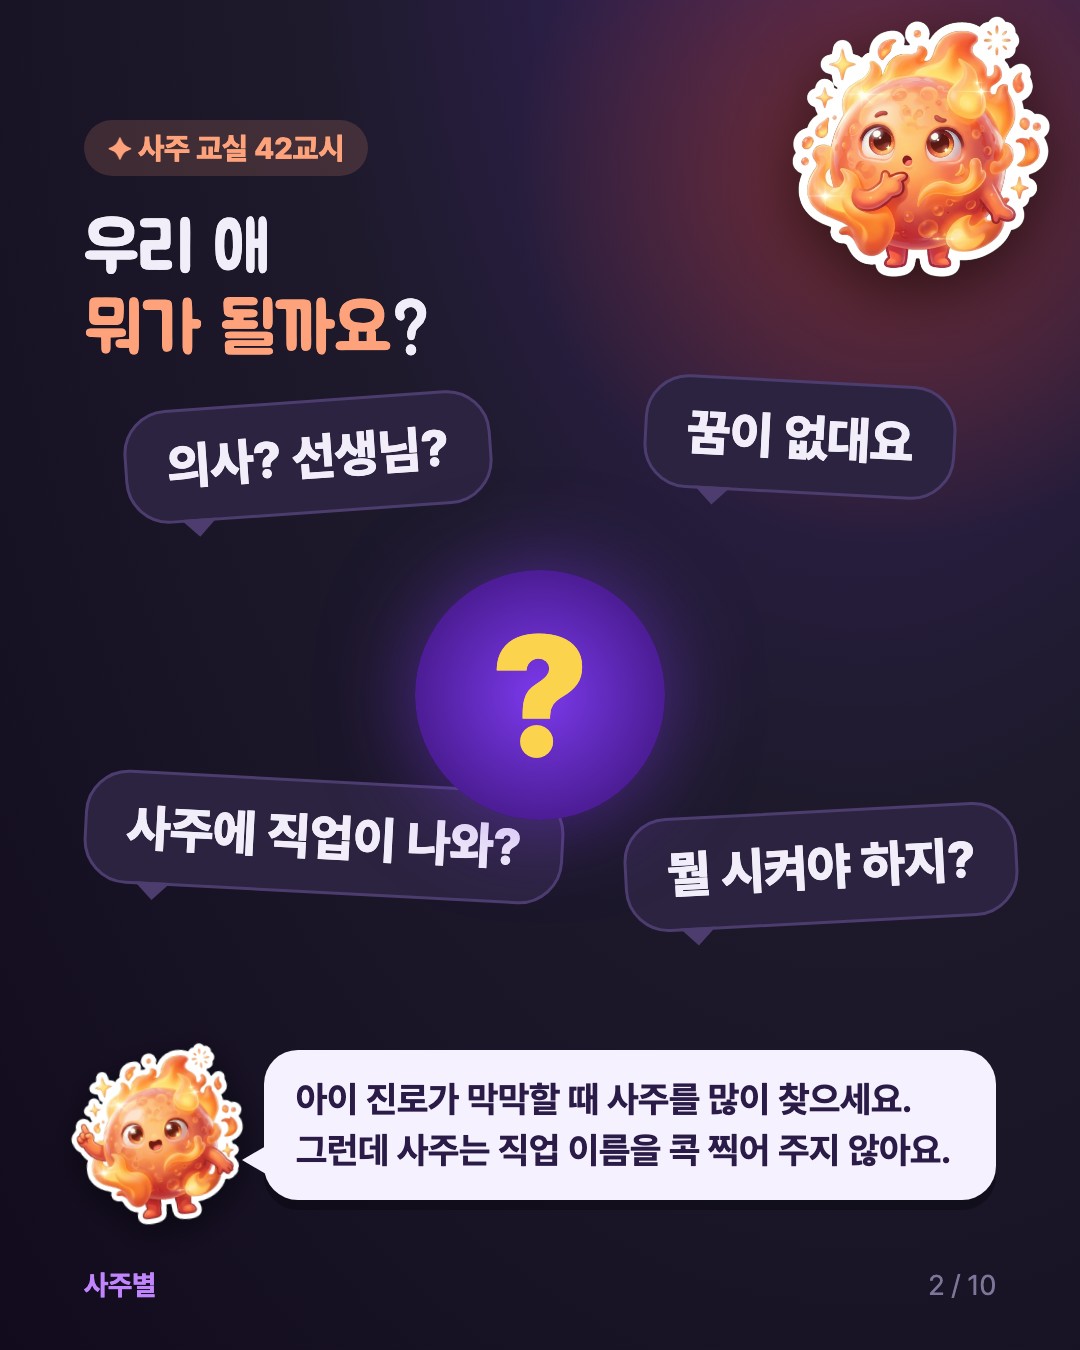 ✦ 사주 교실 42교시
우리 애
뭐가 될까요?
의사? 선생님?
꿈이 없대요
?
사주에 직업이 나와?
뭘 시켜야 하지?
아이 진로가 막막할 때 사주를 많이 찾으세요.
그런데 사주는 직업 이름을 콕 찍어 주지 않아요.
사주별
2 / 10